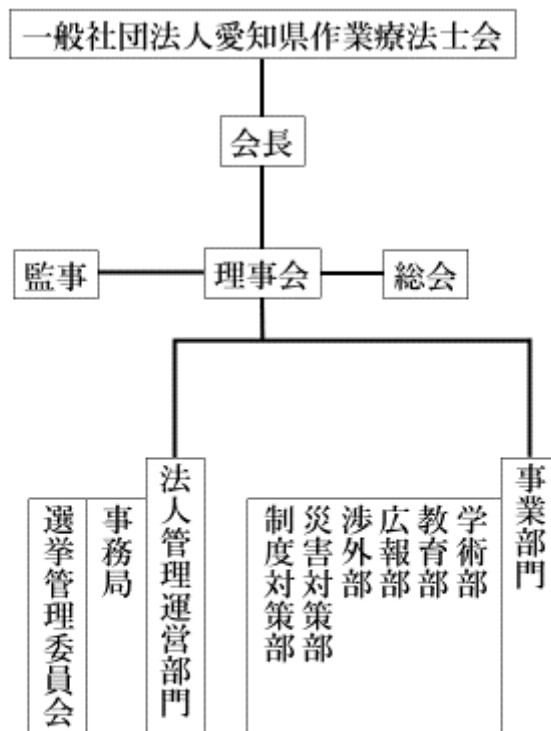 一般社団法人愛知県作業療法士会
会長
監事
理事会
総会
事業部門
学術部
教育部
広報部
渉外部
災害対策部
制度対策部
法人管理運営部門
事務局
選挙管理委員会